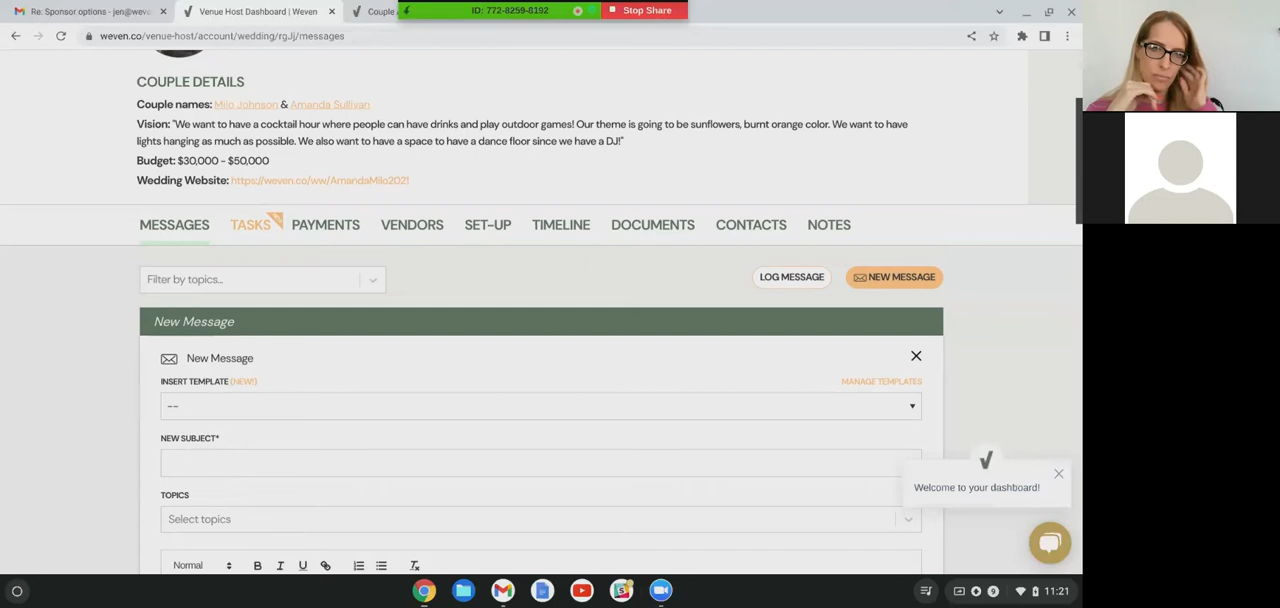 Re: Sponsor options - jen@wev
Venue Host Dashboard | Weven
Couple
ID: 772-8259-8192
Stop Share
weven.co/venue-host/account/wedding/rgJj/messages
COUPLE DETAILS
Couple names: Milo Johnson & Amanda Sullivan
Vision: "We want to have a cocktail hour where people can have drinks and play outdoor games! Our theme is going to be sunflowers, burnt orange color. We want to have
lights hanging as much as possible. We also want to have a space to have a dance floor since we have a DJ!"
Budget: $30,000 - $50,000
Wedding Website: https://weven.co/ww/AmandaMilo2021
MESSAGES TASKS PAYMENTS VENDORS SET-UP TIMELINE DOCUMENTS CONTACTS NOTES
Filter by topics...
LOG MESSAGE
NEW MESSAGE
New Message
New Message
INSERT TEMPLATE (NEW!)
MANAGE TEMPLATES
--
NEW SUBJECT*
Welcome to your dashboard!
TOPICS
Select topics
Normal B I U
11:21